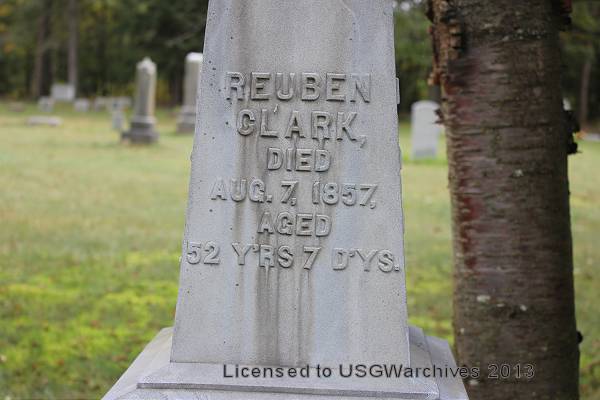 REUBEN
CLARK,
DIED
AUG. 7, 1857,
AGED
52 Y'RS 7 D'YS.
Licensed to USGWarchives 2013